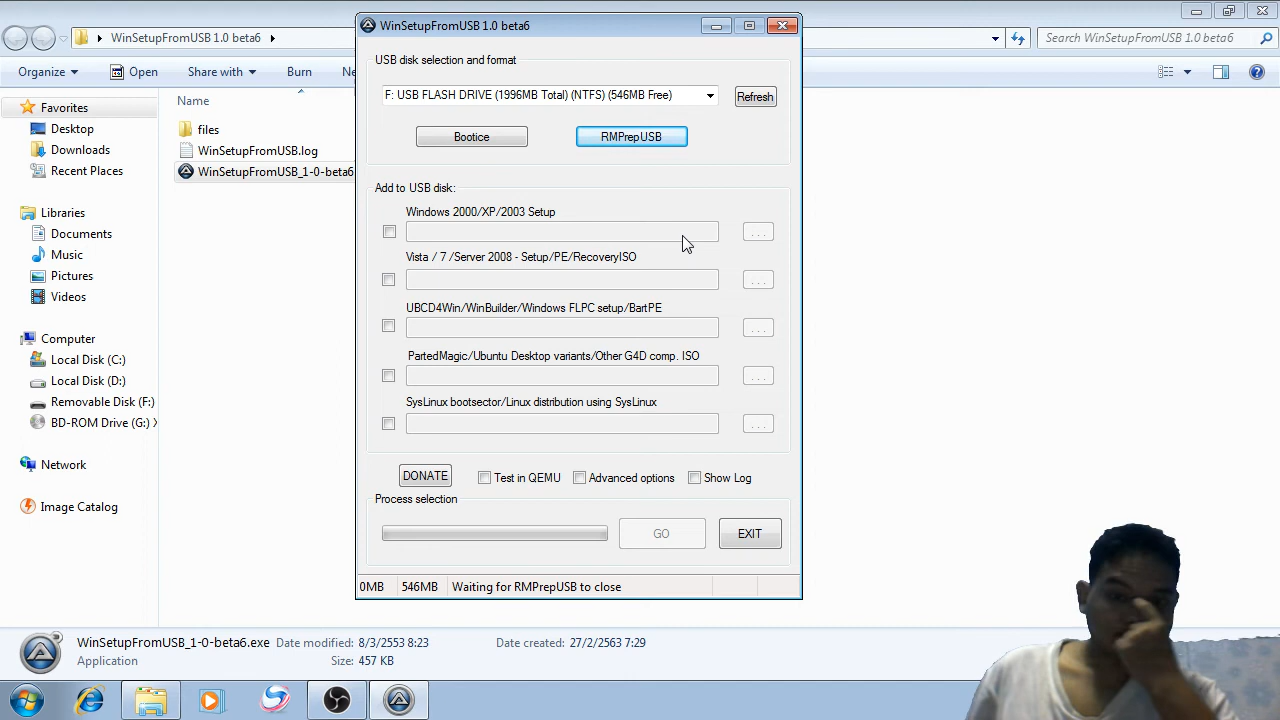 WinSetupFromUSB 1.0 beta6
Search WinSetupFromUSB 1.0 beta6
Organize
Open
Share with
Burn
Favorites
Desktop
Downloads
Recent Places
Libraries
Documents
Music
Pictures
Videos
Computer
Local Disk (C:)
Local Disk (D:)
Removable Disk (F:)
BD-ROM Drive (G:)
Network
Image Catalog
Name
files
WinSetupFromUSB.log
WinSetupFromUSB_1-0-beta6
WinSetupFromUSB 1.0 beta6
USB disk selection and format
F: USB FLASH DRIVE (1996MB Total) (NTFS) (546MB Free)
Refresh
Bootice
RMPrepUSB
Add to USB disk:
Windows 2000/XP/2003 Setup
...
Vista / 7 /Server 2008 - Setup/PE/RecoveryISO
...
UBCD4Win/WinBuilder/Windows FLPC setup/BartPE
...
PartedMagic/Ubuntu Desktop variants/Other G4D comp. ISO
...
SysLinux bootsector/Linux distribution using SysLinux
...
DONATE
Test in QEMU
Advanced options
Show Log
Process selection
GO
EXIT
0MB
546MB
Waiting for RMPrepUSB to close
WinSetupFromUSB_1-0-beta6.exe
Date modified: 8/3/2553 8:23
Date created: 27/2/2563 7:29
Application
Size: 457 KB